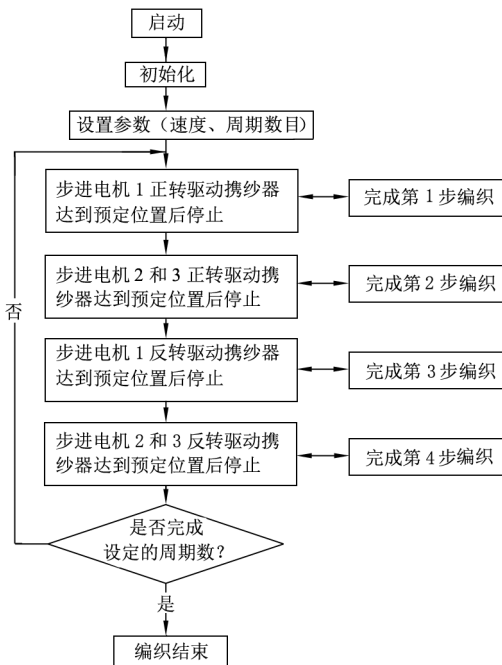 启动
初始化
设置参数（速度、周期数目）
步进电机 1 正转驱动携纱器
达到预定位置后停止
完成第 1 步编织
步进电机 2 和 3 正转驱动携
纱器达到预定位置后停止
完成第 2 步编织
否
步进电机 1 反转驱动携纱器
达到预定位置后停止
完成第 3 步编织
步进电机 2 和 3 反转驱动携
纱器达到预定位置后停止
完成第 4 步编织
是否完成
设定的周期数？
是
编织结束